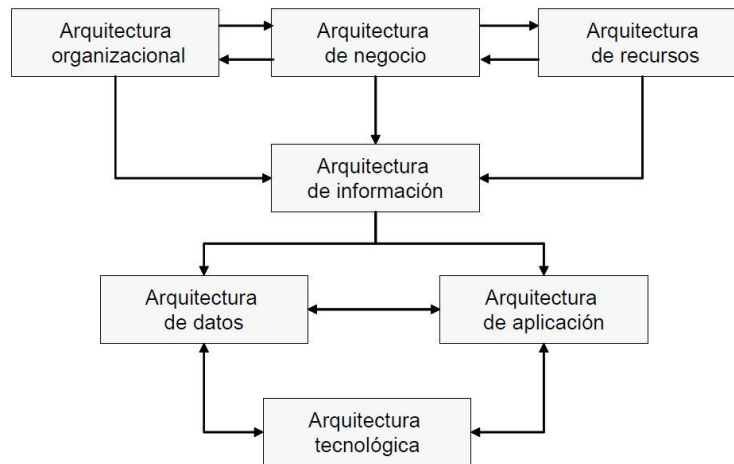 Arquitectura
organizacional
Arquitectura
de negocio
Arquitectura
de recursos
Arquitectura
de información
Arquitectura
de datos
Arquitectura
de aplicación
Arquitectura
tecnológica